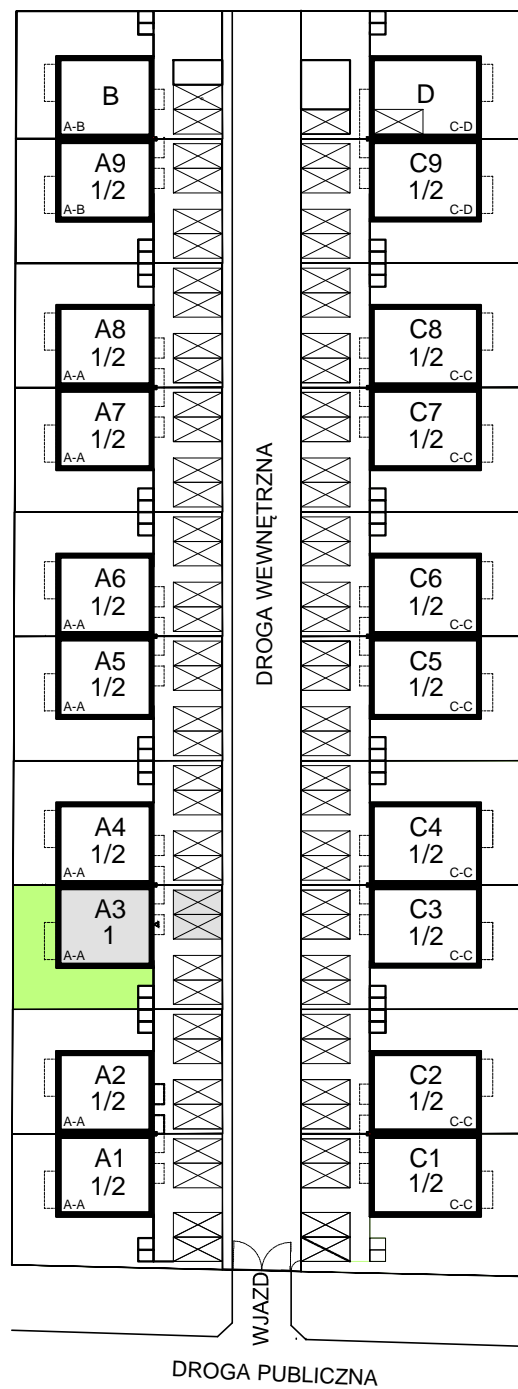 B
A-B
D
C-D
A9
1/2
A-B
C9
1/2
C-D
A8
1/2
A-A
C8
1/2
C-C
A7
1/2
A-A
C7
1/2
C-C
DROGA WEWNĘTRZNA
A6
1/2
A-A
C6
1/2
C-C
A5
1/2
A-A
C5
1/2
C-C
A4
1/2
A-A
C4
1/2
C-C
A3
1
A-A
C3
1/2
C-C
A2
1/2
A-A
C2
1/2
C-C
A1
1/2
A-A
C1
1/2
C-C
WJAZD
DROGA PUBLICZNA